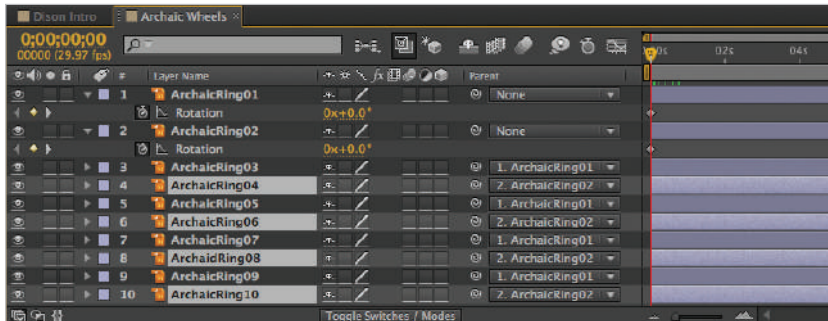 Dison Intro Archaic Wheels ×
0;00;00;00
00000 (29.97 fps) 02s 04s
# Layer Name Parent
1 ArchaicRing01 None
Rotation 0x+0.0°
2 ArchaicRing02 None
Rotation 0x+0.0°
3 ArchaicRing03 1. ArchaicRing01
4 ArchaicRing04 2. ArchaicRing02
5 ArchaicRing05 1. ArchaicRing01
6 ArchaicRing06 2. ArchaicRing02
7 ArchaicRing07 1. ArchaicRing01
8 ArchaidRing08 2. ArchaicRing02
9 ArchaicRing09 1. ArchaicRing01
10 ArchaicRing10 2. ArchaicRing02
Toggle Switches / Modes